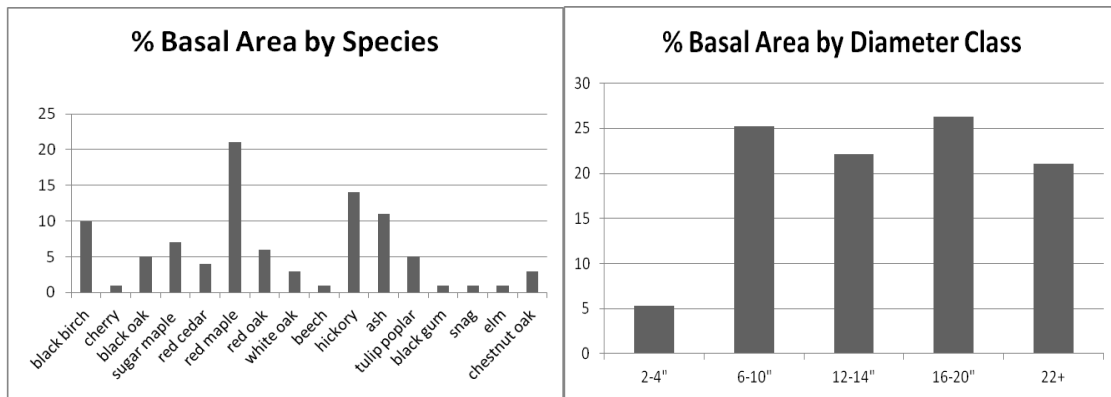 % Basal Area by Species
25
20
15
10
5
0
black birch
cherry
black oak
sugar maple
red cedar
red maple
red oak
white oak
beech
hickory
ash
tulip poplar
black gum
snag
elm
chestnut oak
% Basal Area by Diameter Class
30
25
20
15
10
5
0
2-4" 6-10" 12-14" 16-20" 22+